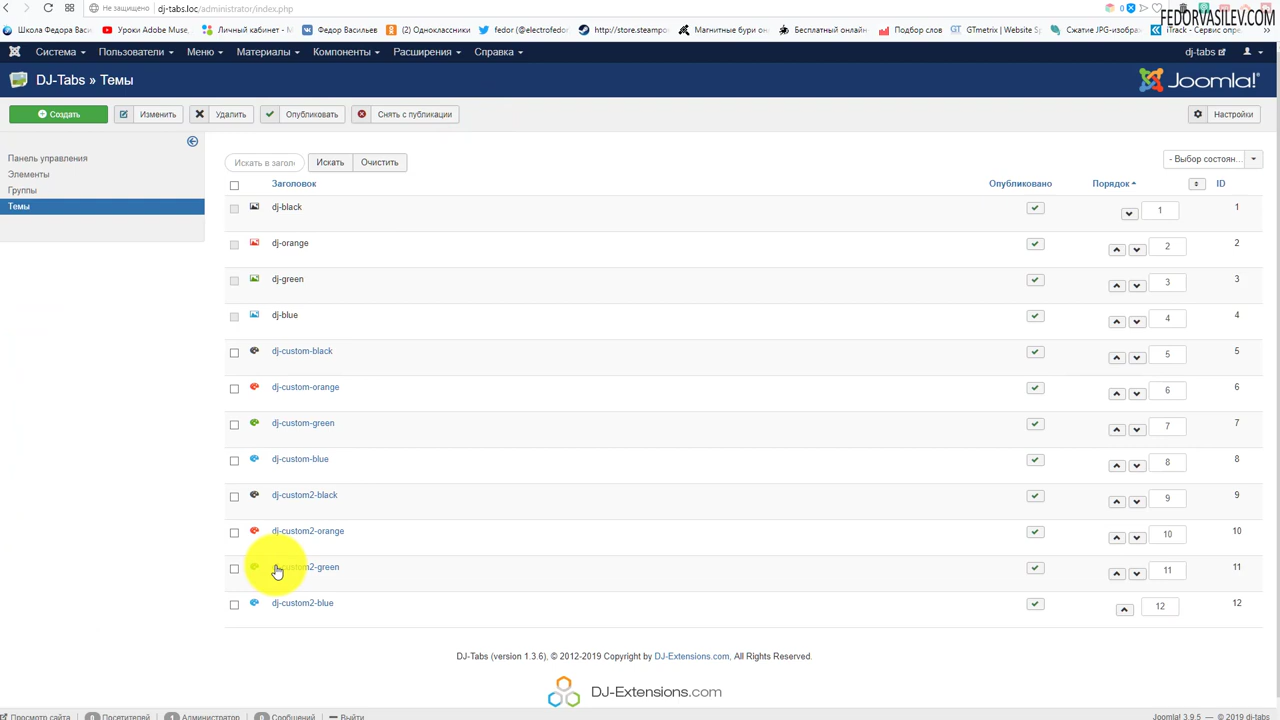 Не защищено dj-tabs.loc/administrator/index.php
FEDORVASILEV.COM
Школа Федора Васи. Уроки Adobe Muse, Личный кабинет - М Федор Васильев (2) Одноклассники fedor @electrofedor http://store.steampo Магнитные бури он Бесплатный онлайн Подбор слов GTmetrix | Website S Сжатие JPG-изображ iTrack - Сервис опре
Система Пользователи Меню Материалы Компоненты Расширения Справка dj-tabs
DJ-Tabs » Темы Joomla!
Создать Изменить Удалить Опубликовать Снять с публикации Настройки
Панель управления
Элементы
Группы
Темы
Искать в заголо Искать Очистить - Выбор состоян...
Заголовок Опубликовано Порядок ID
dj-black 1 1
dj-orange 2 2
dj-green 3 3
dj-blue 4 4
dj-custom-black 5 5
dj-custom-orange 6 6
dj-custom-green 7 7
dj-custom-blue 8 8
dj-custom2-black 9 9
dj-custom2-orange 10 10
dj-custom2-green 11 11
dj-custom2-blue 12 12
DJ-Tabs (version 1.3.6), © 2012-2019 Copyright by DJ-Extensions.com, All Rights Reserved.
DJ-Extensions.com
Просмотр сайта 0 Посетителей 1 Администратор 0 Сообщений Выйти Joomla! 3.9.5 — © 2019 dj-tabs